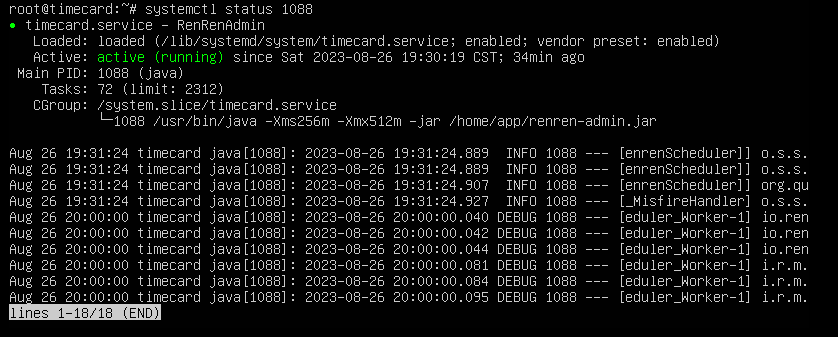 root@timecard:~# systemctl status 1088
● timecard.service – RenRenAdmin
   Loaded: loaded (/lib/systemd/system/timecard.service; enabled; vendor preset: enabled)
   Active: active (running) since Sat 2023-08-26 19:30:19 CST; 34min ago
 Main PID: 1088 (java)
    Tasks: 72 (limit: 2312)
   CGroup: /system.slice/timecard.service
           └─1088 /usr/bin/java -Xms256m -Xmx512m -jar /home/app/renren-admin.jar

Aug 26 19:31:24 timecard java[1088]: 2023-08-26 19:31:24.889  INFO 1088 --- [enrenScheduler]] o.s.s.
Aug 26 19:31:24 timecard java[1088]: 2023-08-26 19:31:24.889  INFO 1088 --- [enrenScheduler]] o.s.s.
Aug 26 19:31:24 timecard java[1088]: 2023-08-26 19:31:24.907  INFO 1088 --- [enrenScheduler]] org.qu
Aug 26 19:31:24 timecard java[1088]: 2023-08-26 19:31:24.927  INFO 1088 --- [_MisfireHandler] o.s.s.
Aug 26 20:00:00 timecard java[1088]: 2023-08-26 20:00:00.040 DEBUG 1088 --- [eduler_Worker-1] io.ren
Aug 26 20:00:00 timecard java[1088]: 2023-08-26 20:00:00.042 DEBUG 1088 --- [eduler_Worker-1] io.ren
Aug 26 20:00:00 timecard java[1088]: 2023-08-26 20:00:00.044 DEBUG 1088 --- [eduler_Worker-1] io.ren
Aug 26 20:00:00 timecard java[1088]: 2023-08-26 20:00:00.081 DEBUG 1088 --- [eduler_Worker-1] i.r.m.
Aug 26 20:00:00 timecard java[1088]: 2023-08-26 20:00:00.084 DEBUG 1088 --- [eduler_Worker-1] i.r.m.
Aug 26 20:00:00 timecard java[1088]: 2023-08-26 20:00:00.095 DEBUG 1088 --- [eduler_Worker-1] i.r.m.
lines 1-18/18 (END)